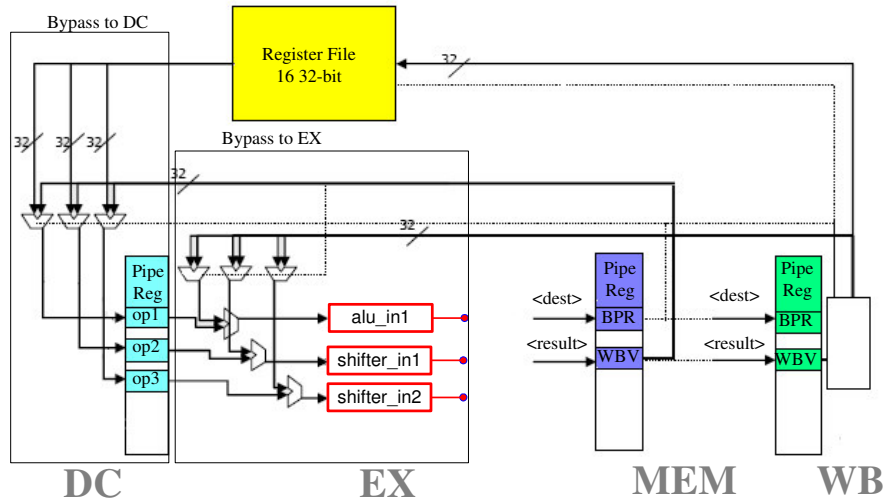 Bypass to DC
Register File
16 32-bit
32
32
32
32
Bypass to EX
32
32
Pipe
Reg
op1
op2
op3
alu_in1
shifter_in1
shifter_in2
<dest>
<result>
Pipe
Reg
BPR
WBV
<dest>
<result>
Pipe
Reg
BPR
WBV
DC
EX
MEM
WB